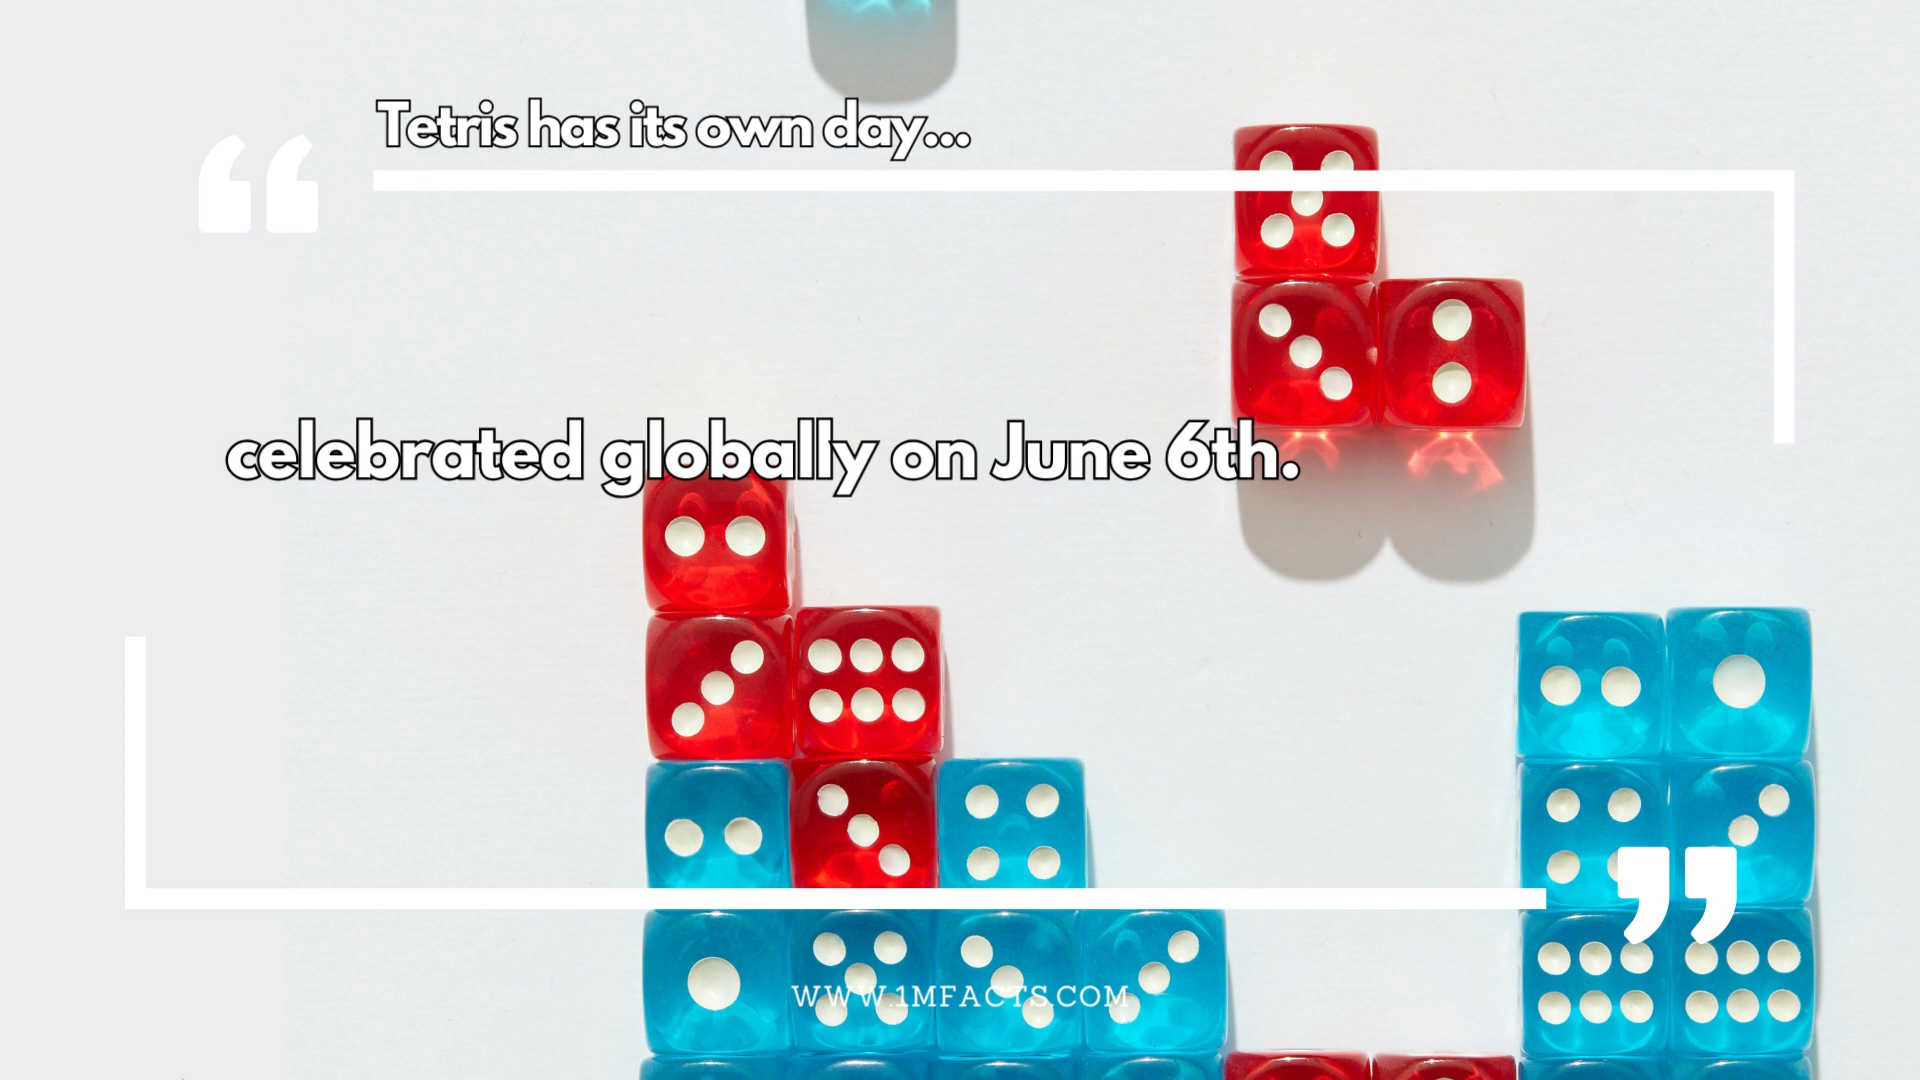 Tetris has its own day...
celebrated globally on June 6th.
WWW.1MFACTS.COM